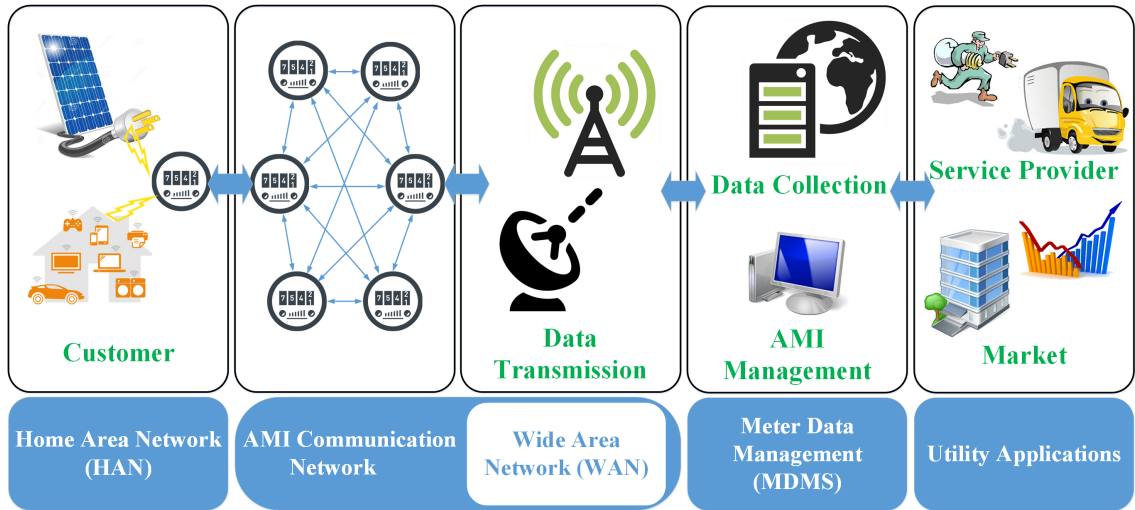 7542
7542
7542
7542
7542
7542
7542
Customer
Data
Transmission
Data Collection
AMI
Management
Service Provider
Market
Home Area Network
(HAN)
AMI Communication
Network
Wide Area
Network (WAN)
Meter Data
Management
(MDMS)
Utility Applications